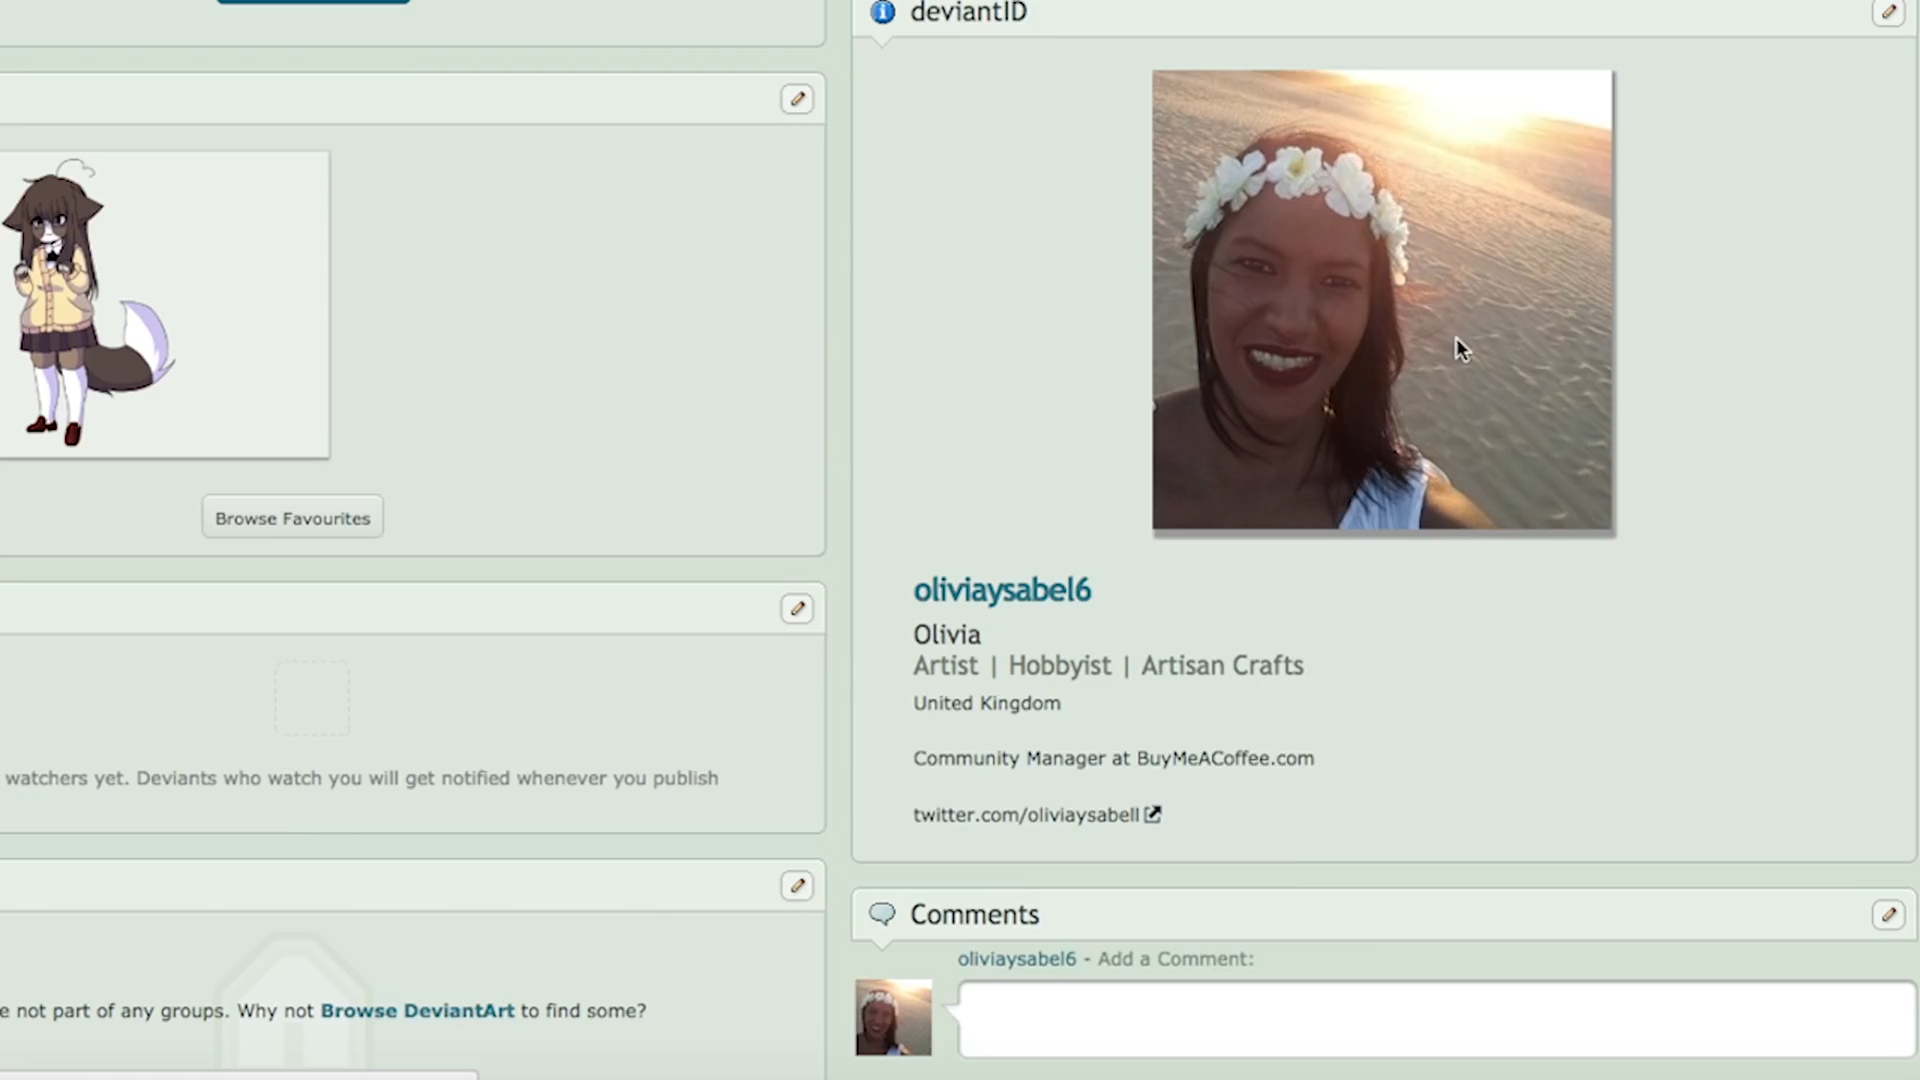 deviantID
Browse Favourites
watchers yet. Deviants who watch you will get notified whenever you publish
e not part of any groups. Why not Browse DeviantArt to find some?
oliviaysabel6
Olivia
Artist | Hobbyist | Artisan Crafts
United Kingdom
Community Manager at BuyMeACoffee.com
twitter.com/oliviaysabell
Comments
oliviaysabel6 - Add a Comment: